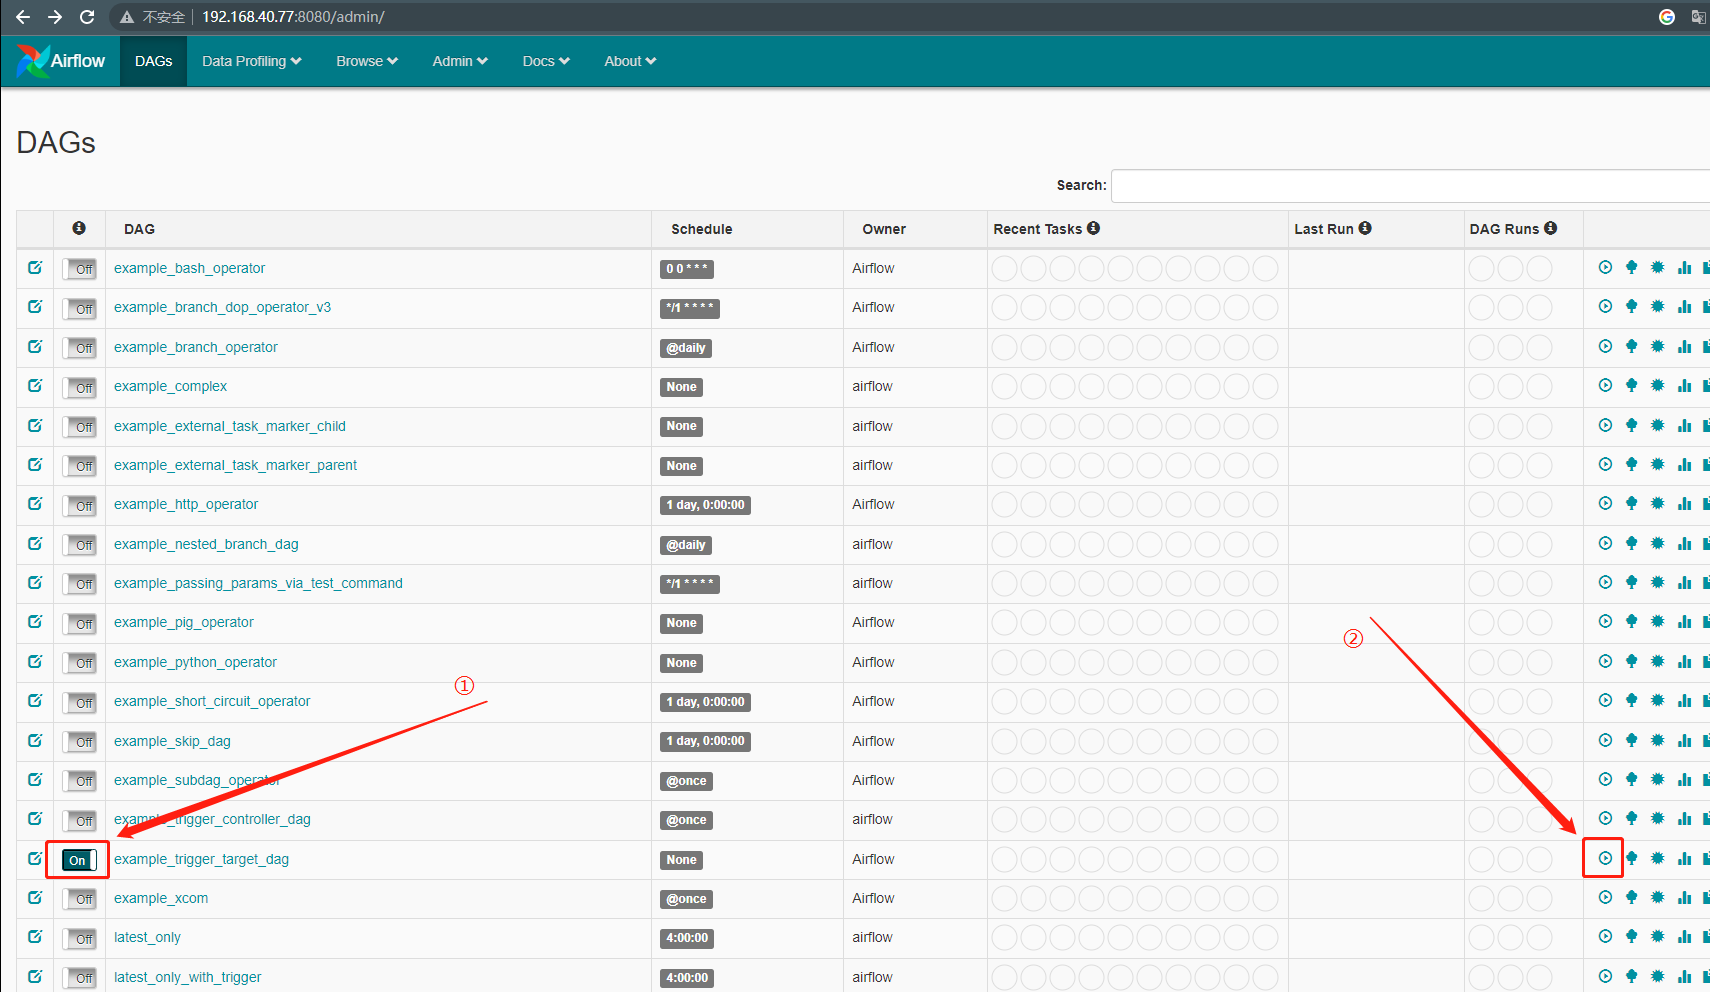 不安全 192.168.40.77:8080/admin/
Airflow DAGs Data Profiling Browse Admin Docs About
DAGs
Search:
DAG Schedule Owner Recent Tasks Last Run DAG Runs
Off example_bash_operator 0 0 * * * Airflow
Off example_branch_dop_operator_v3 */1 * * * * Airflow
Off example_branch_operator @daily Airflow
Off example_complex None airflow
Off example_external_task_marker_child None airflow
Off example_external_task_marker_parent None airflow
Off example_http_operator 1 day, 0:00:00 Airflow
Off example_nested_branch_dag @daily airflow
Off example_passing_params_via_test_command */1 * * * * airflow
Off example_pig_operator None Airflow
②
Off example_python_operator None Airflow
①
Off example_short_circuit_operator 1 day, 0:00:00 Airflow
Off example_skip_dag 1 day, 0:00:00 Airflow
Off example_subdag_operator @once Airflow
Off example_trigger_controller_dag @once airflow
On example_trigger_target_dag None Airflow
Off example_xcom @once Airflow
Off latest_only 4:00:00 airflow
Off latest_only_with_trigger 4:00:00 airflow